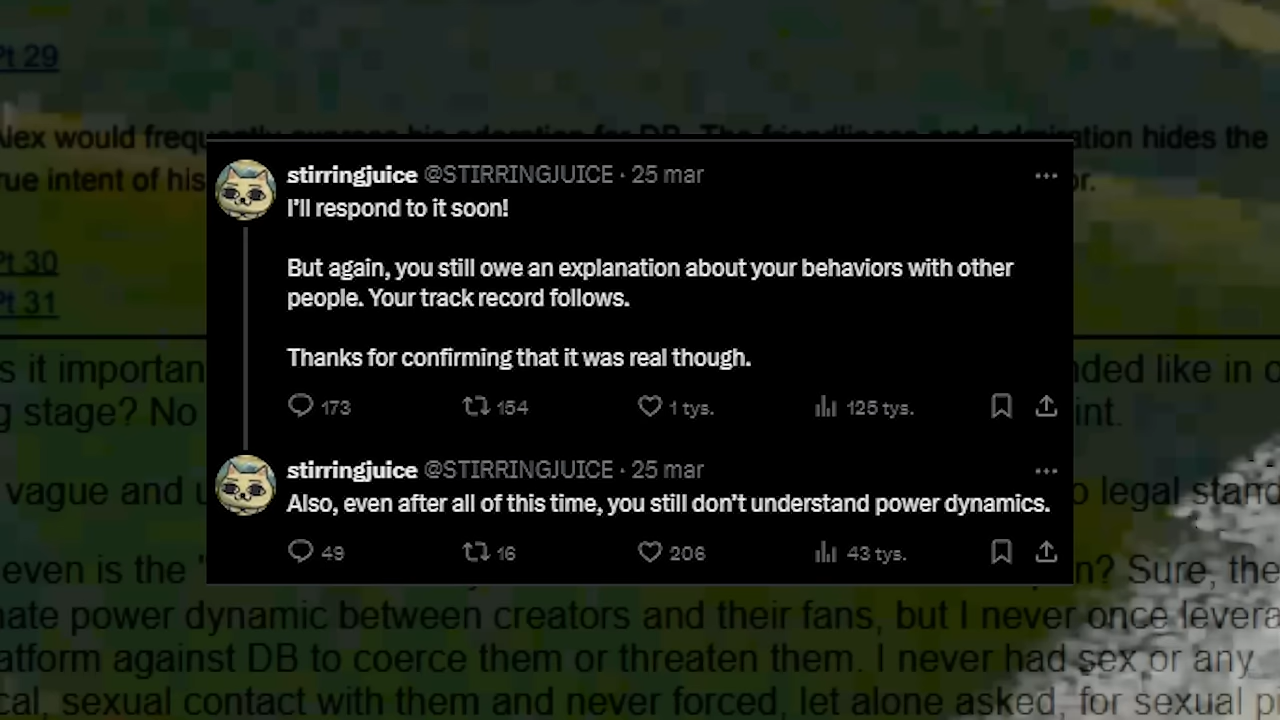 Pt 29
Alex would frequently express his adoration for DB. The friendliness and admiration hides the
true intent of his
Pt 30
Pt 31
stirringjuice @STIRRINGJUICE · 25 mar
I'll respond to it soon!
But again, you still owe an explanation about your behaviors with other
people. Your track record follows.
Thanks for confirming that it was real though.
173 154 1 tys. 125 tys.
stirringjuice @STIRRINGJUICE · 25 mar
Also, even after all of this time, you still don't understand power dynamics.
49 16 206 43 tys.
s it importan nded like in
g stage? No int.
vague and o legal stand
even is the n? Sure, the
nate power dynamic between creators and their fans, but I never once levera
atform against DB to coerce them or threaten them. I never had sex or any
cal, sexual contact with them and never forced, let alone asked, for sexual